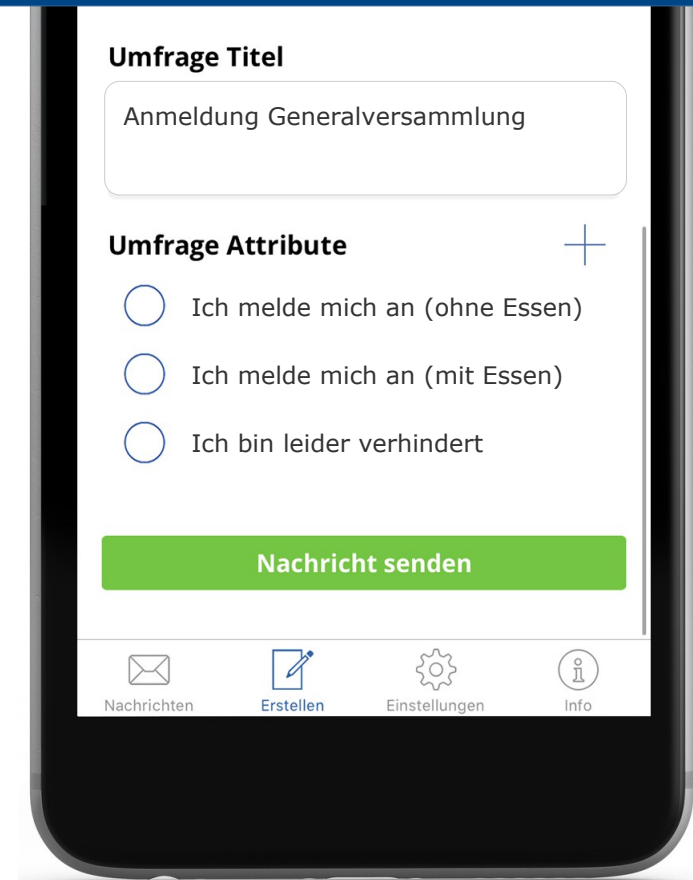 Umfrage Titel
Anmeldung Generalversammlung
Umfrage Attribute
Ich melde mich an (ohne Essen)
Ich melde mich an (mit Essen)
Ich bin leider verhindert
Nachricht senden
Nachrichten Erstellen Einstellungen Info